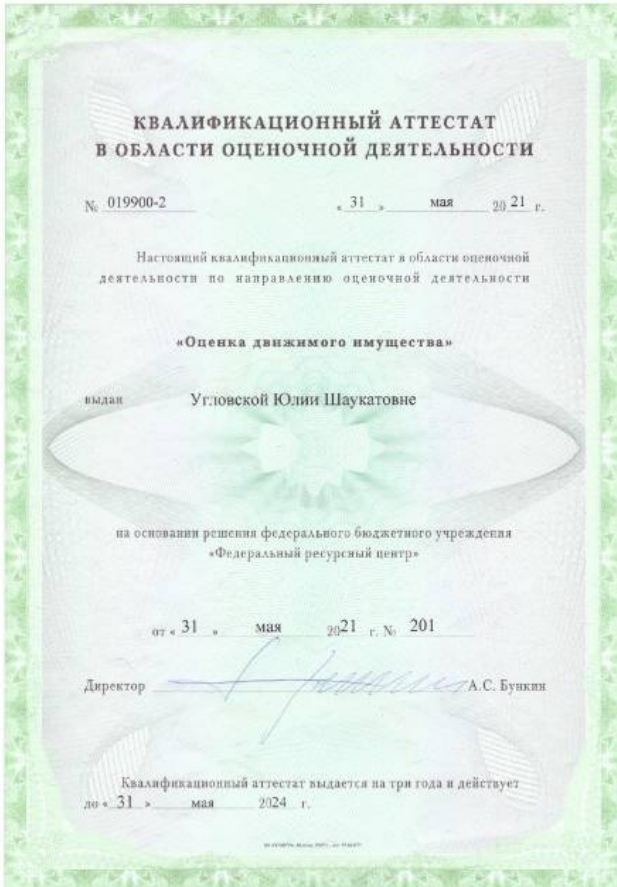 КВАЛИФИКАЦИОННЫЙ АТТЕСТАТ
В ОБЛАСТИ ОЦЕНОЧНОЙ ДЕЯТЕЛЬНОСТИ
№ 019900-2 « 31 » мая 20 21 г.
Настоящий квалификационный аттестат в области оценочной
деятельности по направлению оценочной деятельности
«Оценка движимого имущества»
выдан Угловской Юлии Шаукатовне
на основании решения федерального бюджетного учреждения
«Федеральный ресурсный центр»
от « 31 » мая 2021 г. № 201
Директор А.С. Бункин
Квалификационный аттестат выдается на три года и действует
до « 31 » мая 2024 г.